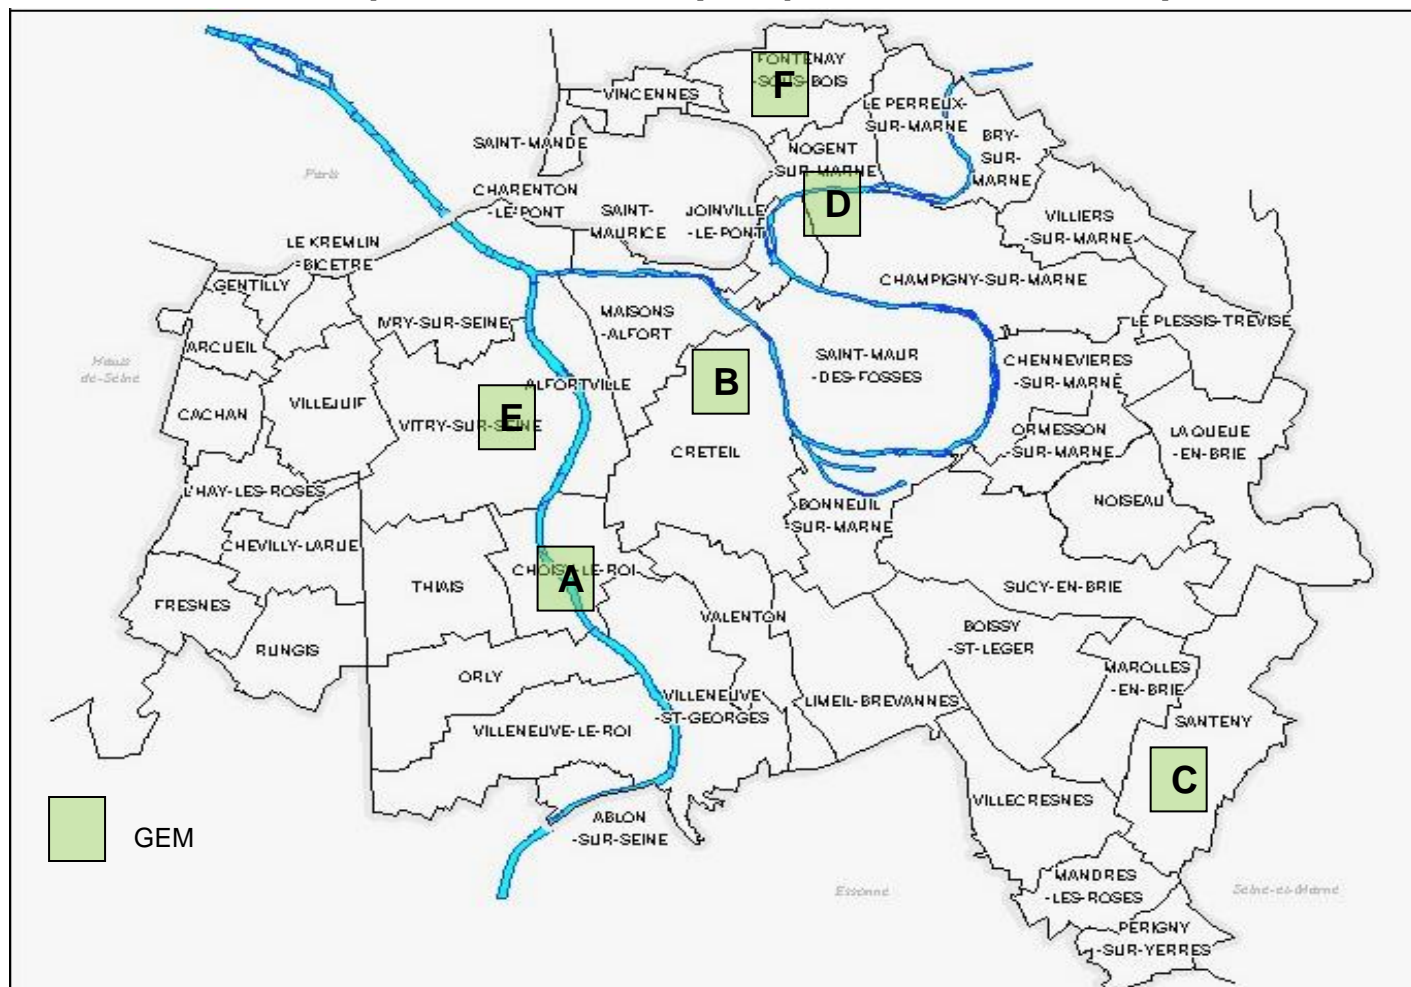 FONTENAY
-SOUS-BOIS
F
VINCENNES
LE PERREUX-
SUR-MARNE
BRY-
SUR-
MARNE
SAINT-MANDE
NOGENT
SUR-MARNE
Paris
CHARENTON
-LE-PONT
SAINT-
MAURICE
JOINVILLE
-LE-PONT
D
VILLIERS
-SUR-MARNE
LE KREMLIN
-BICETRE
GENTILLY
CHAMPIGNY-SUR-MARNE
IVRY-SUR-SEINE
MAISONS
-ALFORT
LE PLESSIS-TREVISE
ARCUEIL
Hauts
de-Seine
SAINT-MAUR
-DES-FOSSES
CHENNEVIERES
-SUR-MARNE
ALFORTVILLE
B
CACHAN
VILLEJUIF
VITRY-SUR-SEINE
E
CRETEIL
ORMESSON
-SUR-MARNE
LA QUEUE
-EN-BRIE
L'HAY-LES-ROSES
BONNEUIL
-SUR-MARNE
NOISEAU
CHEVILLY-LARUE
THIAIS
CHOISY-LE-ROI
A
SUCY-EN-BRIE
FRESNES
RUNGIS
VALENTON
BOISSY
-ST-LEGER
ORLY
MAROLLES
-EN-BRIE
VILLENEUVE
-ST-GEORGES
LIMEIL-BREVANNES
SANTENY
VILLENEUVE-LE-ROI
C
VILLECRESNES
ABLON
-SUR-SEINE
GEM
MANDRES
-LES-ROSES
Essonne
Seine-et-Marne
PERIGNY
-SUR-YERRES